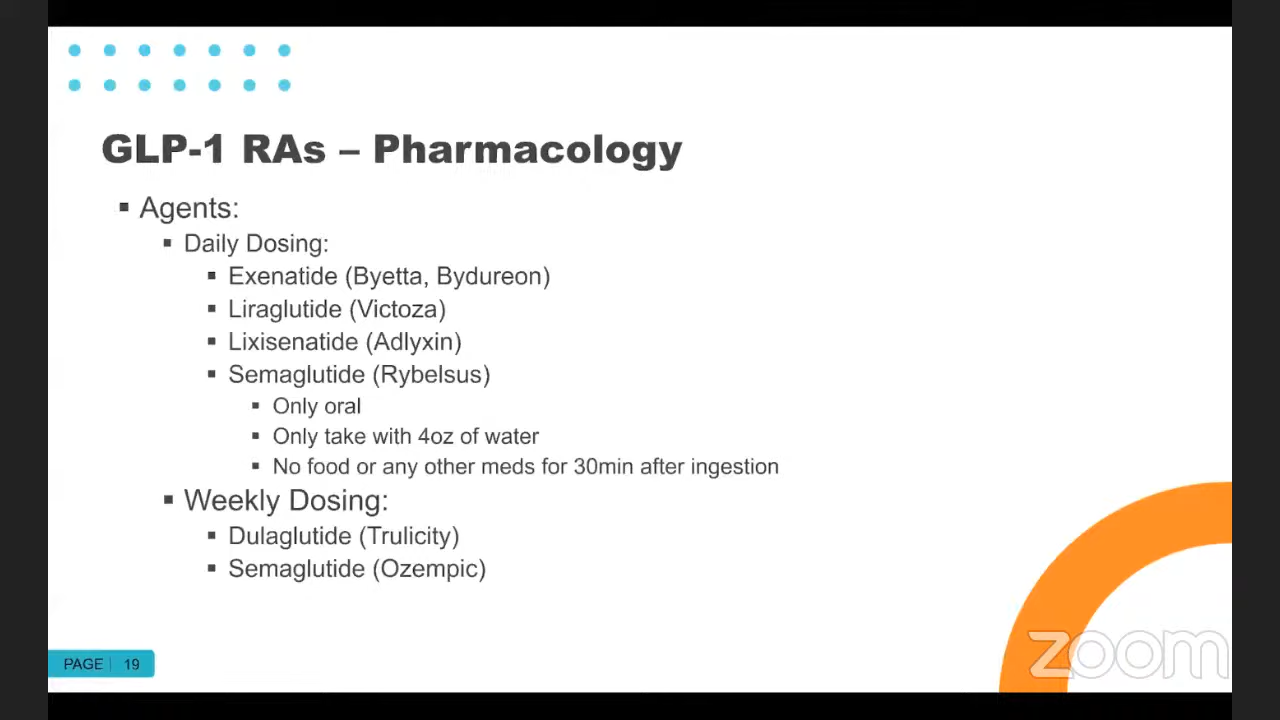 GLP-1 RAs – Pharmacology
▪ Agents:
▪ Daily Dosing:
▪ Exenatide (Byetta, Bydureon)
▪ Liraglutide (Victoza)
▪ Lixisenatide (Adlyxin)
▪ Semaglutide (Rybelsus)
▪ Only oral
▪ Only take with 4oz of water
▪ No food or any other meds for 30min after ingestion
▪ Weekly Dosing:
▪ Dulaglutide (Trulicity)
▪ Semaglutide (Ozempic)
PAGE | 19
zoom